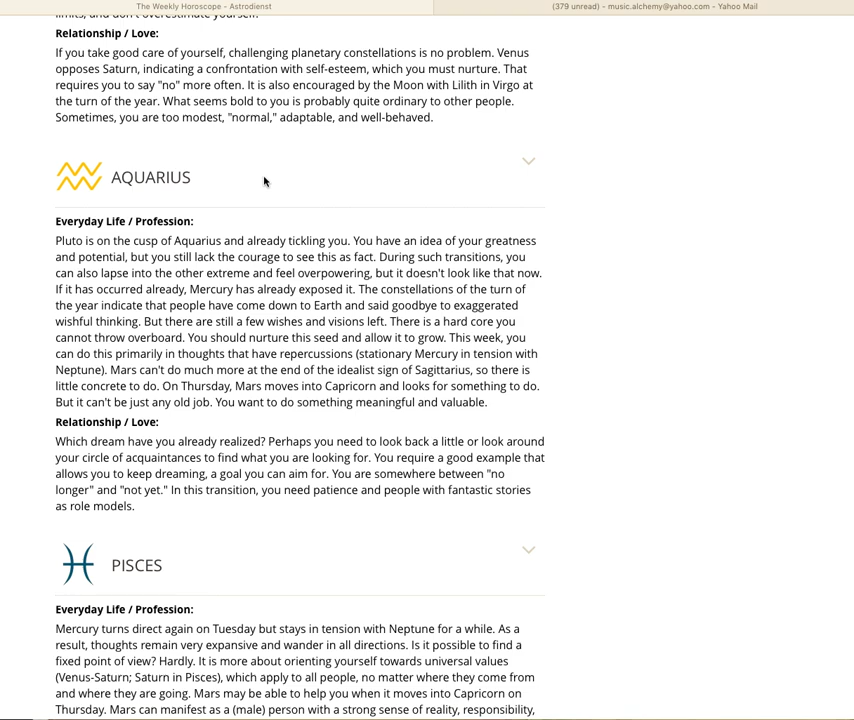 The Weekly Horoscope - Astrodienst
(379 unread) - music.alchemy@yahoo.com - Yahoo Mail
limits, and don't overestimate yourself.
Relationship / Love:
If you take good care of yourself, challenging planetary constellations is no problem. Venus
opposes Saturn, indicating a confrontation with self-esteem, which you must nurture. That
requires you to say "no" more often. It is also encouraged by the Moon with Lilith in Virgo at
the turn of the year. What seems bold to you is probably quite ordinary to other people.
Sometimes, you are too modest, "normal," adaptable, and well-behaved.
AQUARIUS
Everyday Life / Profession:
Pluto is on the cusp of Aquarius and already tickling you. You have an idea of your greatness
and potential, but you still lack the courage to see this as fact. During such transitions, you
can also lapse into the other extreme and feel overpowering, but it doesn't look like that now.
If it has occurred already, Mercury has already exposed it. The constellations of the turn of
the year indicate that people have come down to Earth and said goodbye to exaggerated
wishful thinking. But there are still a few wishes and visions left. There is a hard core you
cannot throw overboard. You should nurture this seed and allow it to grow. This week, you
can do this primarily in thoughts that have repercussions (stationary Mercury in tension with
Neptune). Mars can't do much more at the end of the idealist sign of Sagittarius, so there is
little concrete to do. On Thursday, Mars moves into Capricorn and looks for something to do.
But it can't be just any old job. You want to do something meaningful and valuable.
Relationship / Love:
Which dream have you already realized? Perhaps you need to look back a little or look around
your circle of acquaintances to find what you are looking for. You require a good example that
allows you to keep dreaming, a goal you can aim for. You are somewhere between "no
longer" and "not yet." In this transition, you need patience and people with fantastic stories
as role models.
PISCES
Everyday Life / Profession:
Mercury turns direct again on Tuesday but stays in tension with Neptune for a while. As a
result, thoughts remain very expansive and wander in all directions. Is it possible to find a
fixed point of view? Hardly. It is more about orienting yourself towards universal values
(Venus-Saturn; Saturn in Pisces), which apply to all people, no matter where they come from
and where they are going. Mars may be able to help you when it moves into Capricorn on
Thursday. Mars can manifest as a (male) person with a strong sense of reality, responsibility,